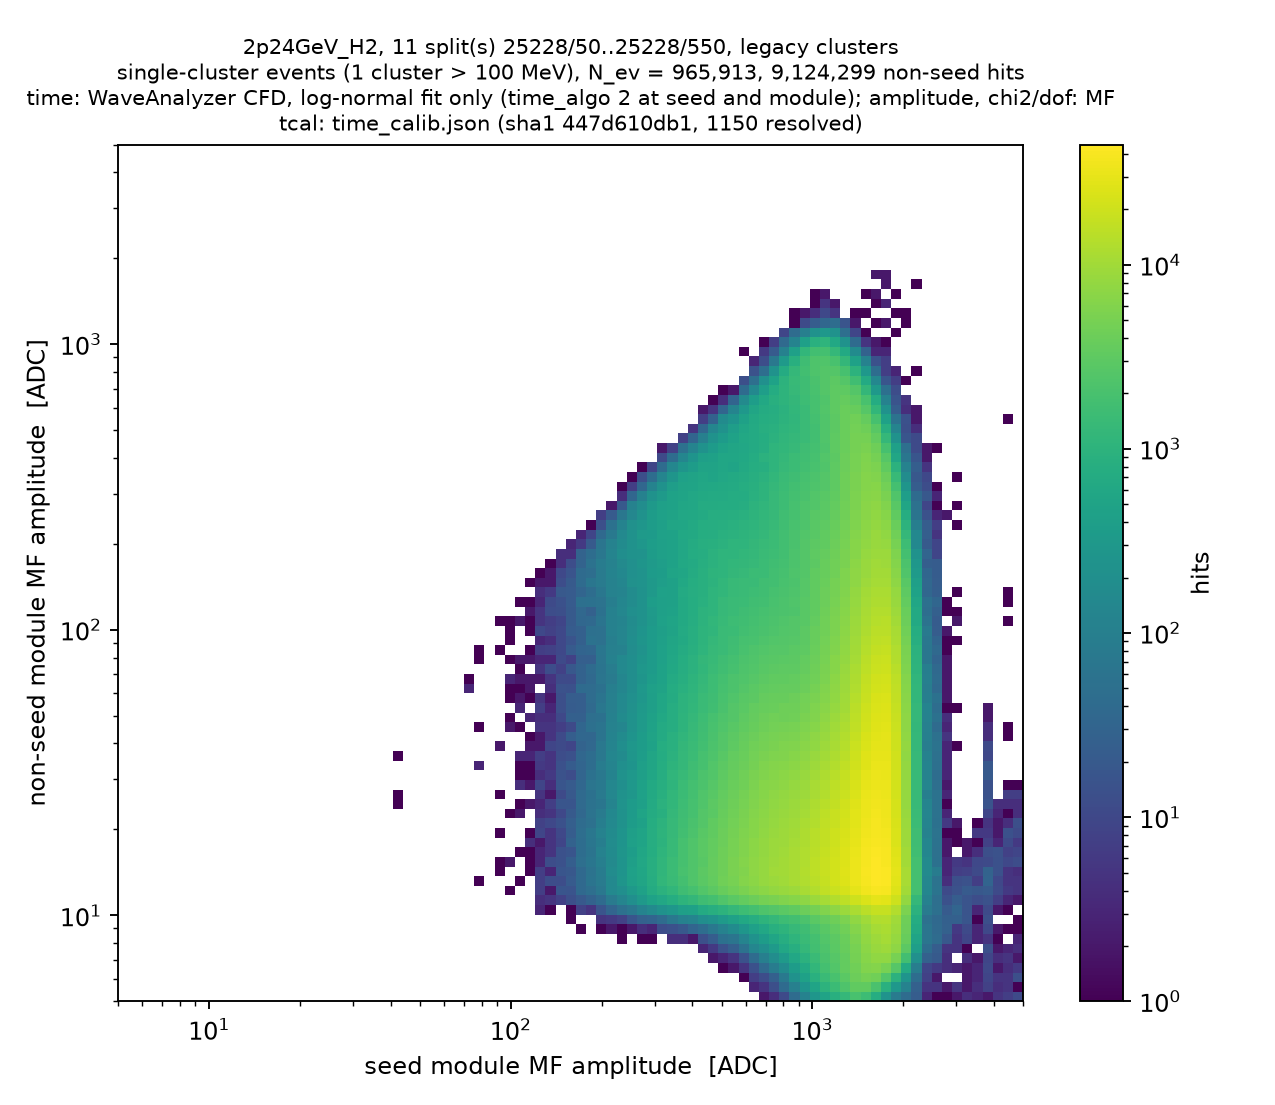 2p24GeV_H2, 11 split(s) 25228/50..25228/550, legacy clusters
single-cluster events (1 cluster > 100 MeV), N_ev = 965,913, 9,124,299 non-seed hits
time: WaveAnalyzer CFD, log-normal fit only (time_algo 2 at seed and module); amplitude, chi2/dof: MF
tcal: time_calib.json (sha1 447d610db1, 1150 resolved)
10³
10²
10¹
non-seed module MF amplitude [ADC]
10¹
10²
10³
seed module MF amplitude [ADC]
10⁴
10³
10²
10¹
10⁰
hits